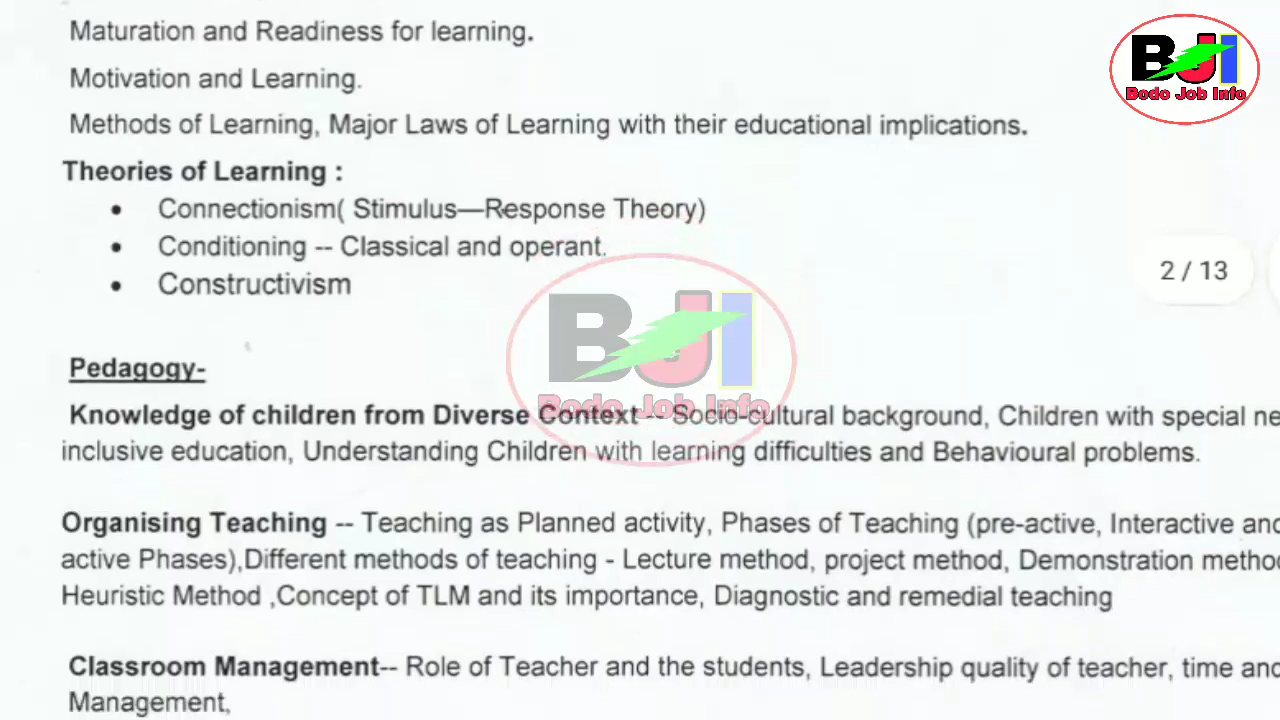 Maturation and Readiness for learning.
Motivation and Learning.
Methods of Learning, Major Laws of Learning with their educational implications.
Theories of Learning :
• Connectionism( Stimulus—Response Theory)
• Conditioning -- Classical and operant.
• Constructivism
Pedagogy-
Knowledge of children from Diverse Context-- Socio-cultural background, Children with special ne
inclusive education, Understanding Children with learning difficulties and Behavioural problems.
Organising Teaching -- Teaching as Planned activity, Phases of Teaching (pre-active, Interactive and
active Phases),Different methods of teaching - Lecture method, project method, Demonstration metho
Heuristic Method ,Concept of TLM and its importance, Diagnostic and remedial teaching
Classroom Management-- Role of Teacher and the students, Leadership quality of teacher, time and
Management,
2 / 13
BJI
Bodo Job Info
BJI
Bodo Job Info